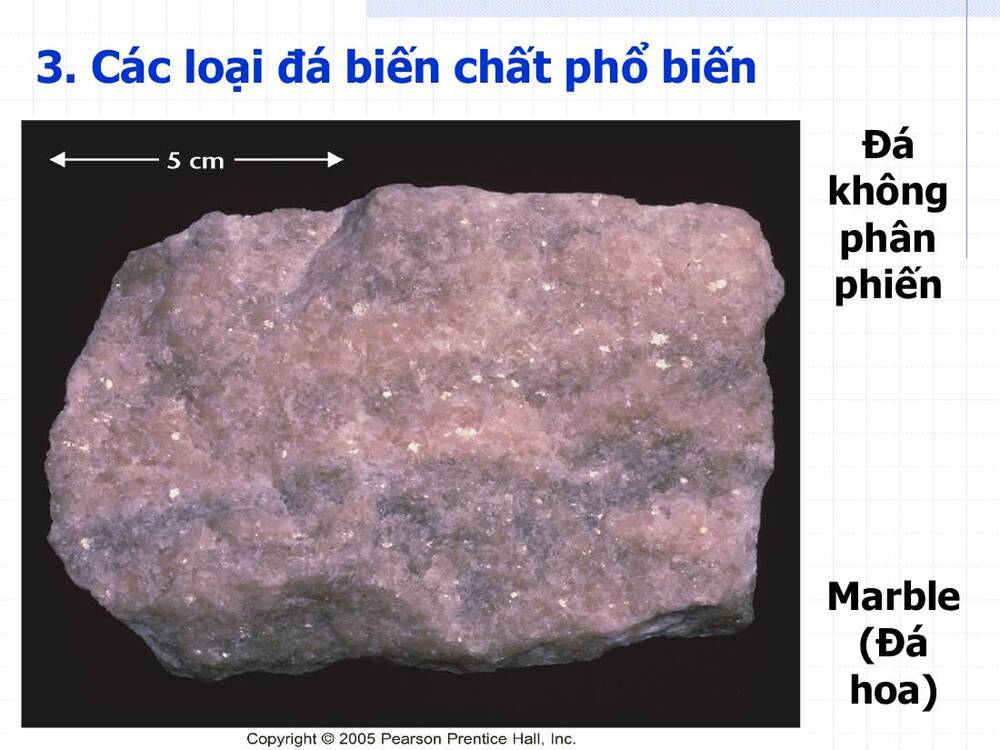 3. Các loại đá biến chất phổ biến
5 cm
Đá
không
phân
phiến
Marble
(Đá
hoa)
Copyright © 2005 Pearson Prentice Hall, Inc.